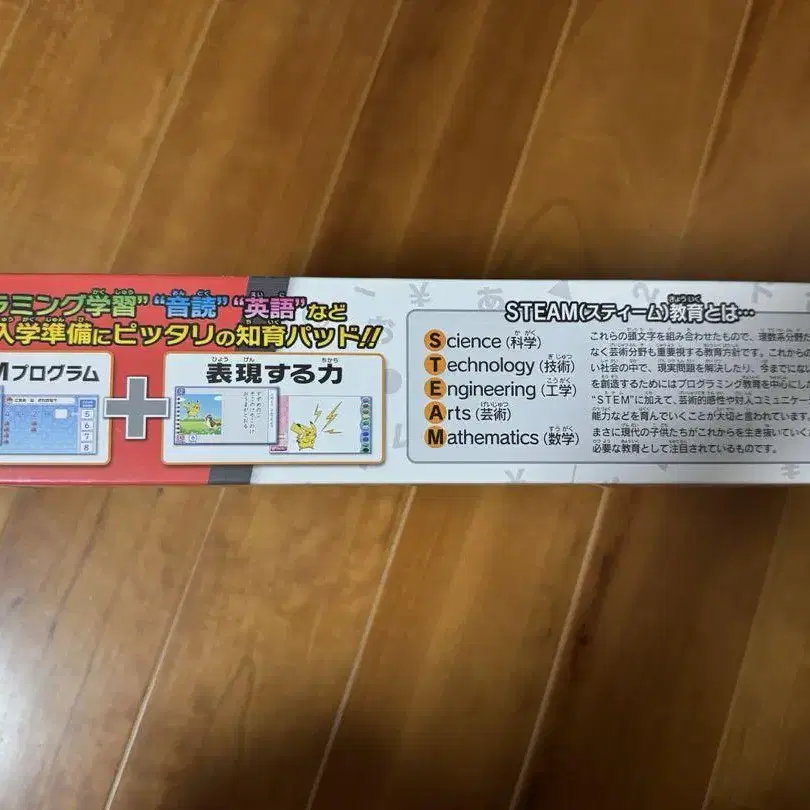 ラミング学習”“音読”“英語”など
入学準備にピッタリの知育パッド!!
Mプログラム
表現する力
5
6
7
8
STEAM(スティーム)教育とは…
Science (科学)
Technology (技術)
Engineering (工学)
Arts (芸術)
Mathematics (数学)
これらの頭文字を組み合わせたもので、理数系分野だ
なく芸術分野も重要視する教育方針です。これからの
い社会の中で、現実問題を解決したり、今までにない
を創造するためにはプログラミング教育を中心にし
“STEM”に加えて、芸術的感性や対人コミュニケー
能力などを育んでいくことが大切と言われています
まさに現代の子供たちがこれからを生き抜いていく
必要な教育として注目されているものです。